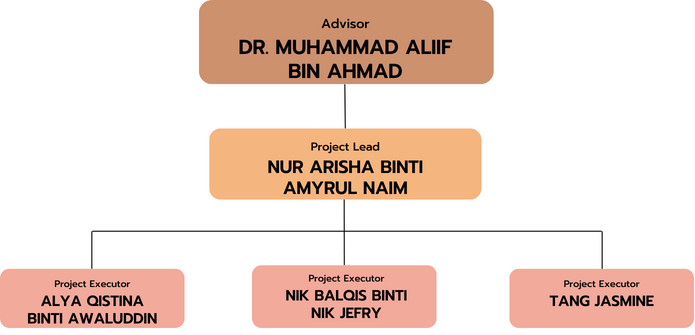 Advisor
DR. MUHAMMAD ALIIF
BIN AHMAD
Project Lead
NUR ARISHA BINTI
AMYRUL NAIM
Project Executor
ALYA QISTINA
BINTI AWALUDDIN
Project Executor
NIK BALQIS BINTI
NIK JEFRY
Project Executor
TANG JASMINE